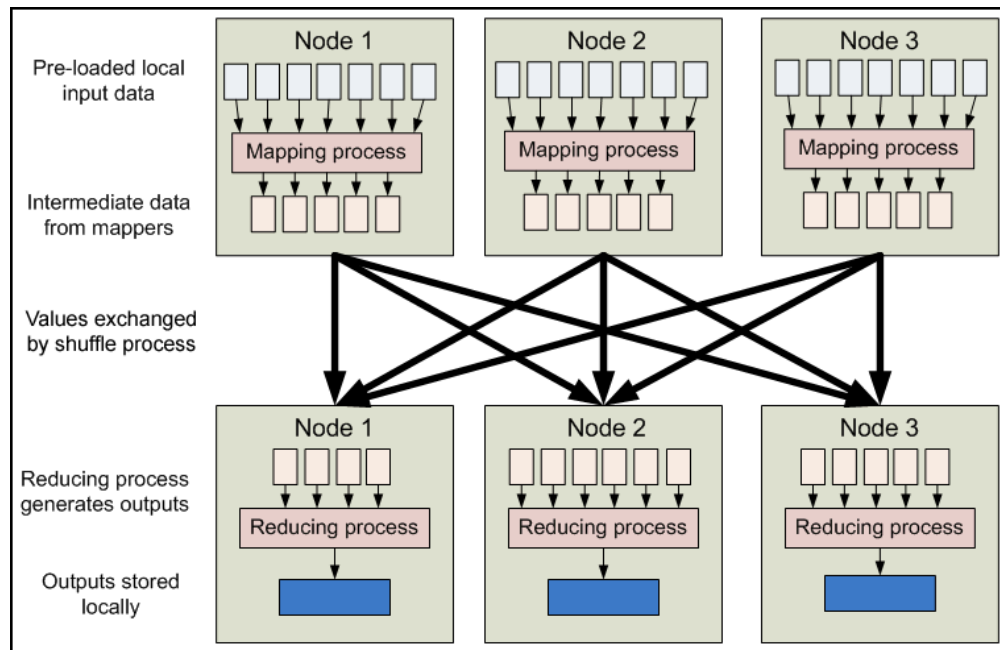 Node 1
Node 2
Node 3
Pre-loaded local
input data
Mapping process
Mapping process
Mapping process
Intermediate data
from mappers
Values exchanged
by shuffle process
Node 1
Node 2
Node 3
Reducing process
generates outputs
Reducing process
Reducing process
Reducing process
Outputs stored
locally